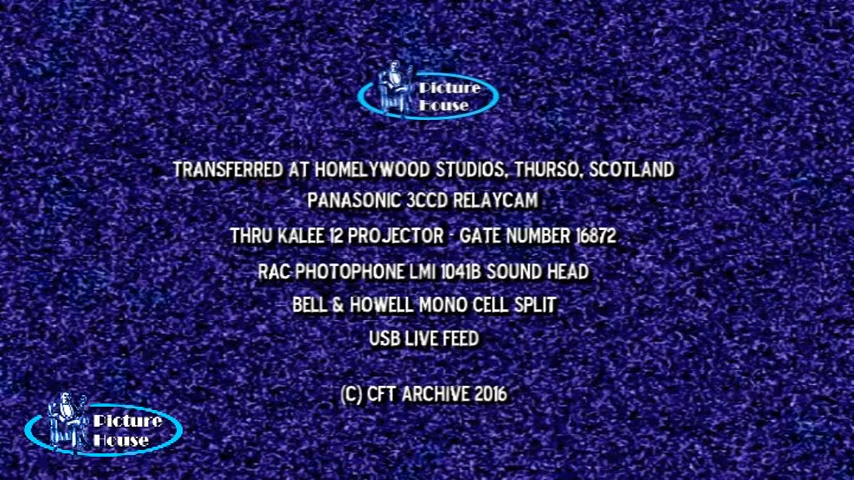 Picture
House
TRANSFERRED AT HOMELYWOOD STUDIOS, THURSO, SCOTLAND
PANASONIC 3CCD RELAYCAM
THRU KALEE 12 PROJECTOR - GATE NUMBER 16872
RAC PHOTOPHONE LMI 1041B SOUND HEAD
BELL & HOWELL MONO CELL SPLIT
USB LIVE FEED
(C) CFT ARCHIVE 2016
Picture
House